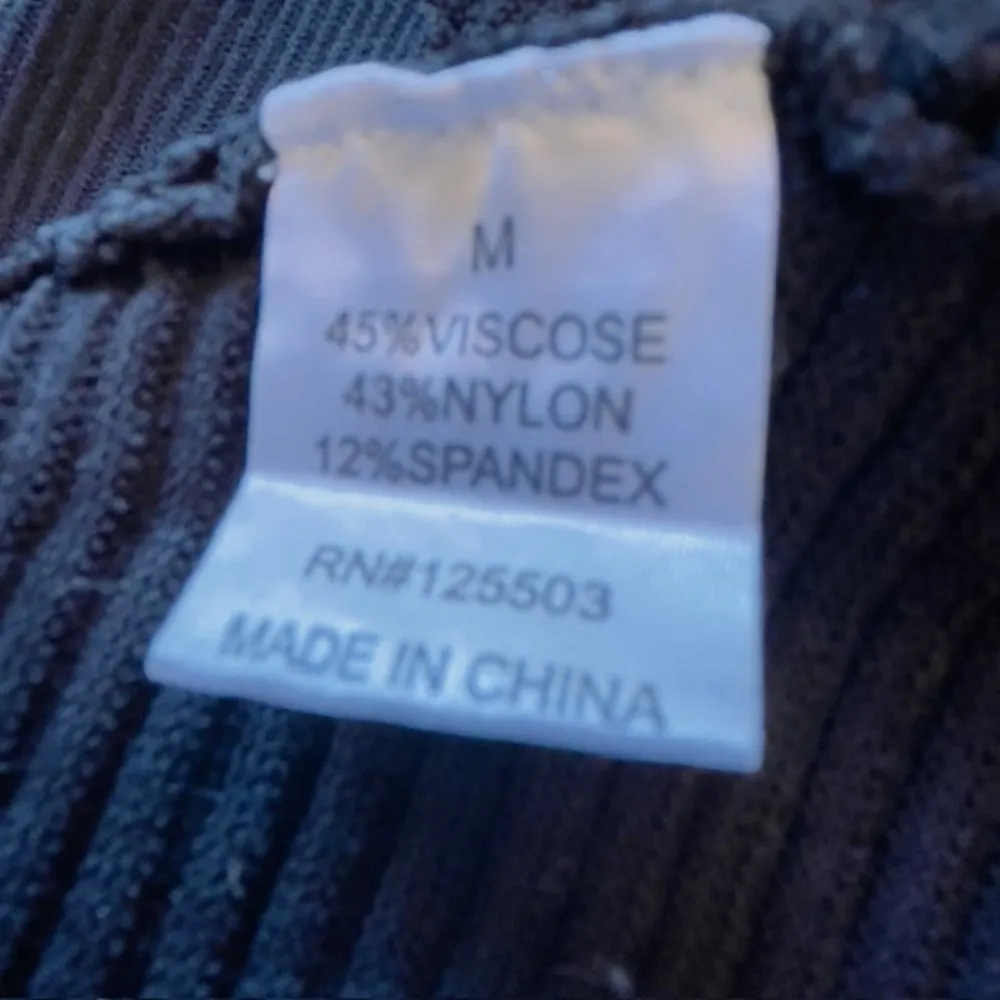 M
45%VISCOSE
43%NYLON
12%SPANDEX
RN#125503
MADE IN CHINA